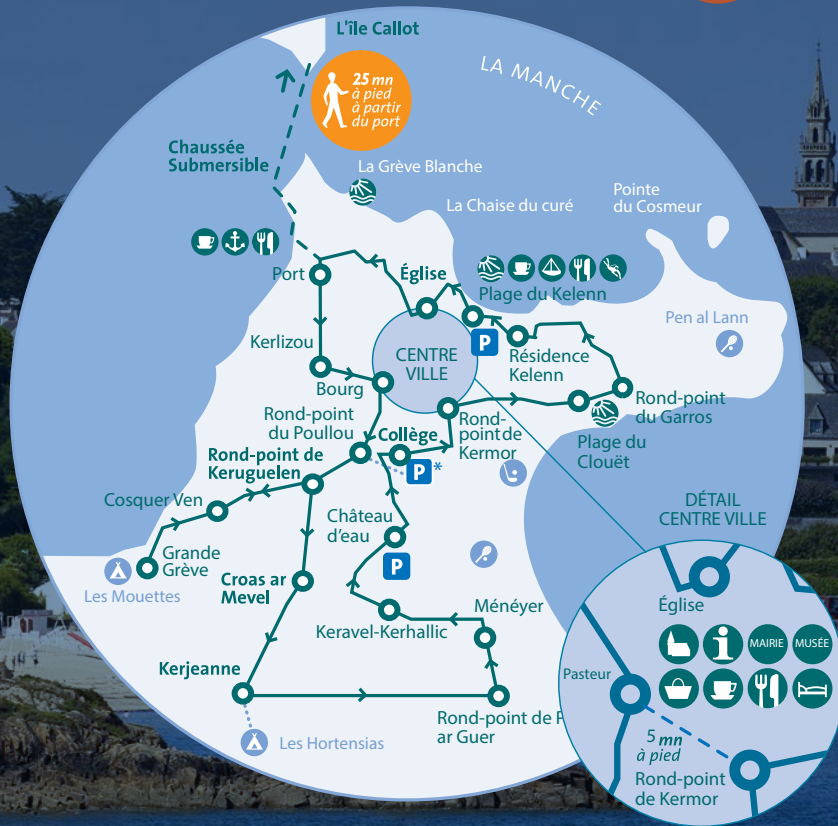 L'île Callot
LA MANCHE
25 mn
à pied
à partir
du port
Chaussée
Submersible
La Grève Blanche
La Chaise du curé
Pointe
du Cosmeur
Port
Église
Plage du Kelenn
Pen al Lann
P
Kerlizou
CENTRE
VILLE
Résidence
Kelenn
Bourg
Rond-point
du Garros
Rond-point
du Poullou
Collège
Rond-
point de
Kermor
Plage du
Clouët
Rond-point de
Keruguelen
P*
Cosquer Ven
Château
d'eau
DÉTAIL
CENTRE VILLE
Grande
Grève
P
Les Mouettes
Croas ar
Mevel
Keravel-Kerhallic
Ménéyer
Église
MAIRIE
MUSÉE
Kerjeanne
Pasteur
Rond-point de
ar Guer
Les Hortensias
5 mn
à pied
Rond-point
de Kermor